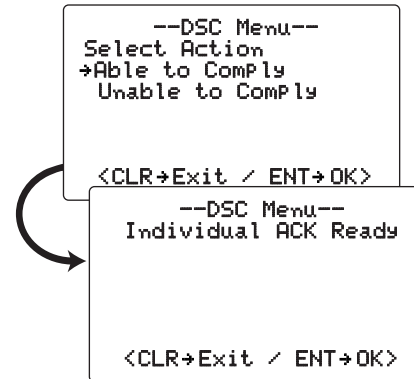 --DSC Menu--
Select Action
→Able to Comply
Unable to Comply
<CLR→Exit / ENT→OK>
--DSC Menu--
Individual ACK Ready
<CLR→Exit / ENT→OK>